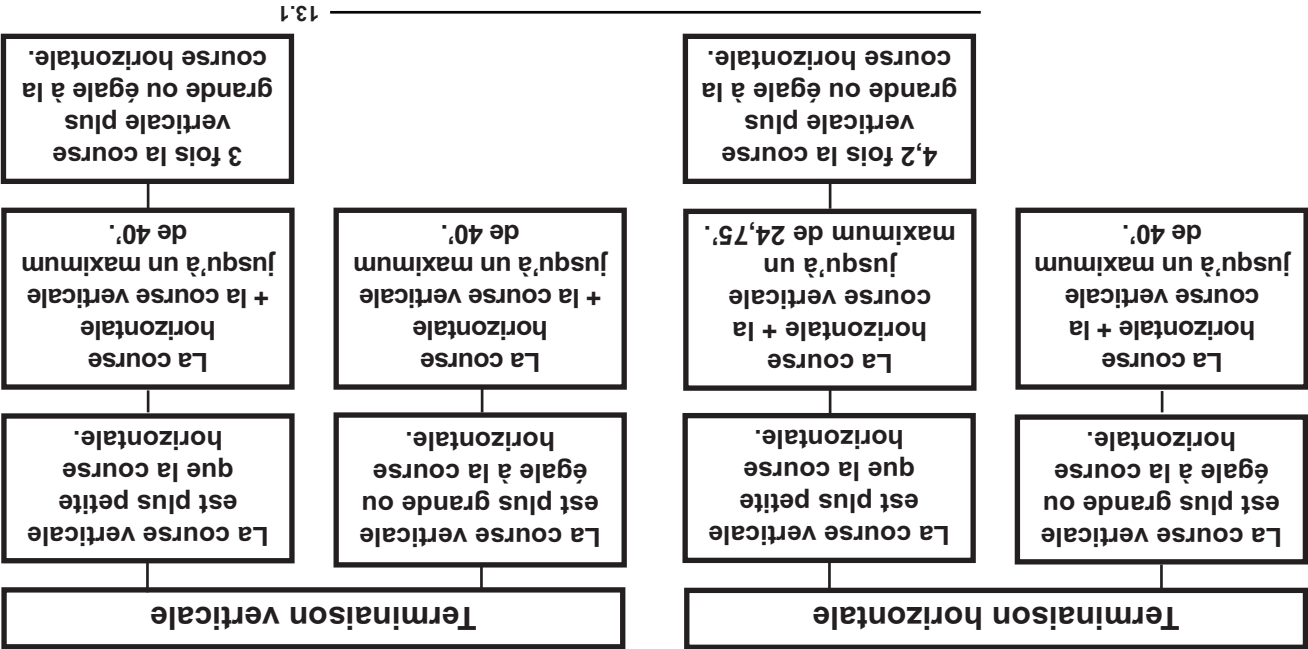 Terminaison horizontale
La course verticale
est plus grande ou
égale à la course
horizontale.
La course
horizontale + la
course verticale
jusqu'à un maximum
de 40'.
La course verticale
est plus petite
que la course
horizontale.
La course
horizontale + la
course verticale
jusqu'à un
maximum de 24,75'.
4,2 fois la course
verticale plus
grande ou égale à la
course horizontale.
Terminaison verticale
La course verticale
est plus grande ou
égale à la course
horizontale.
La course
horizontale
+ la course verticale
jusqu'à un maximum
de 40'.
La course verticale
est plus petite
que la course
horizontale.
La course
horizontale
+ la course verticale
jusqu'à un maximum
de 40'.
3 fois la course
verticale plus
grande ou égale à la
course horizontale.
13.1